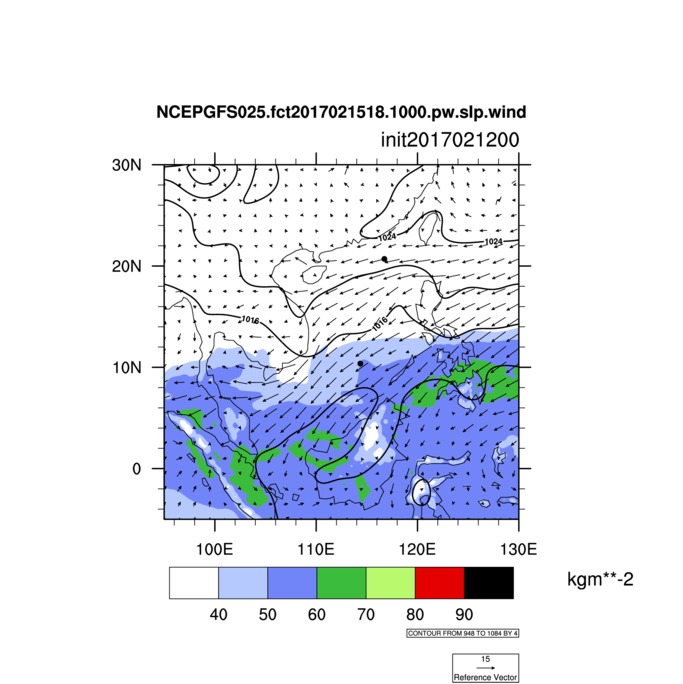 NCEPGFS025.fct2017021518.1000.pw.slp.wind
init2017021200
30N
20N
10N
0
1024
1024
1016
1016
100E 110E 120E 130E
kgm**-2
40 50 60 70 80 90
CONTOUR FROM 948 TO 1084 BY 4
15
Reference Vector